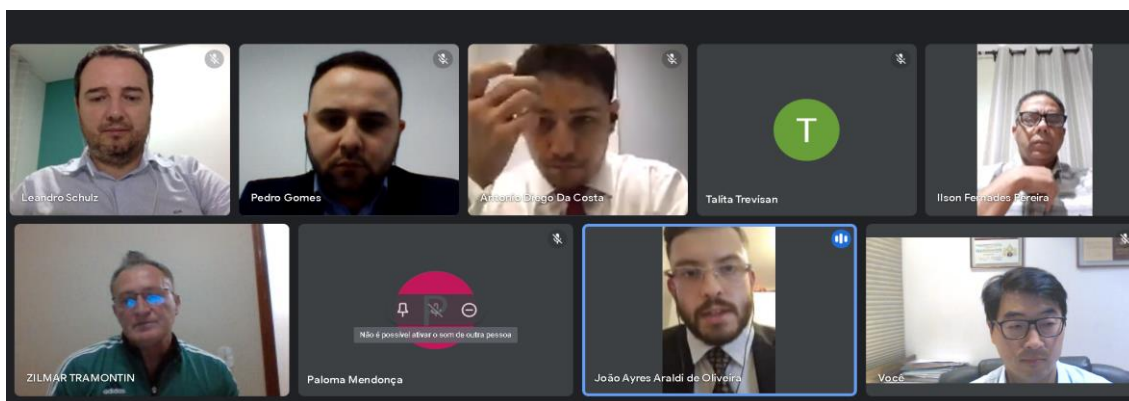 Leandro Schulz
Pedro Gomes
Antonio Diego Da Costa
T
Talita Trevisan
Ilson Fernades Pereira
ZILMAR TRAMONTIN
adidas
P
Não é possível ativar o som de outra pessoa
Paloma Mendonça
João Ayres Araldi de Oliveira
Você